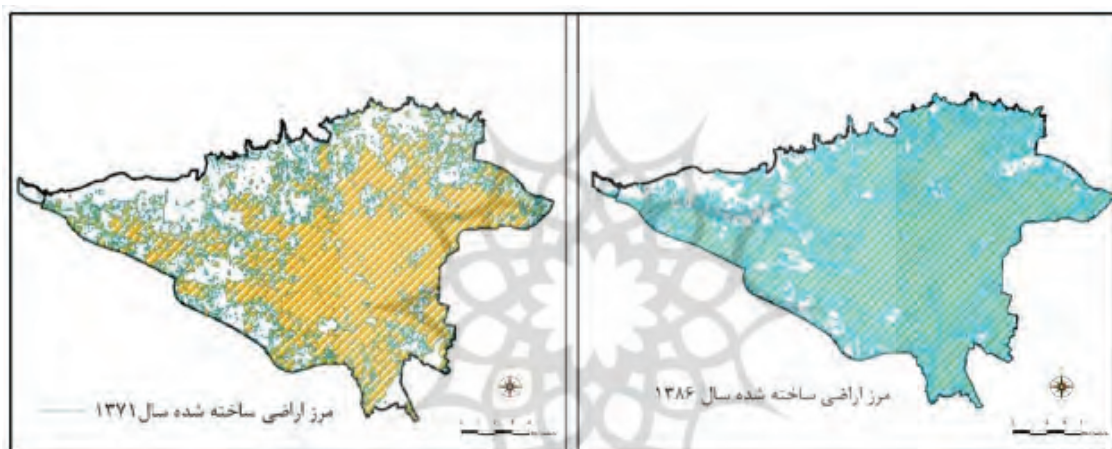 مرز اراضی ساخته شده سال ۱۳۷۱
مرز اراضی ساخته شده سال ۱۳۸۶